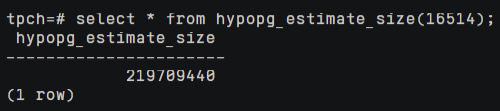 tpch=# select * from hypopg_estimate_size(16514);
hypopg_estimate_size
----------------------
219709440
(1 row)